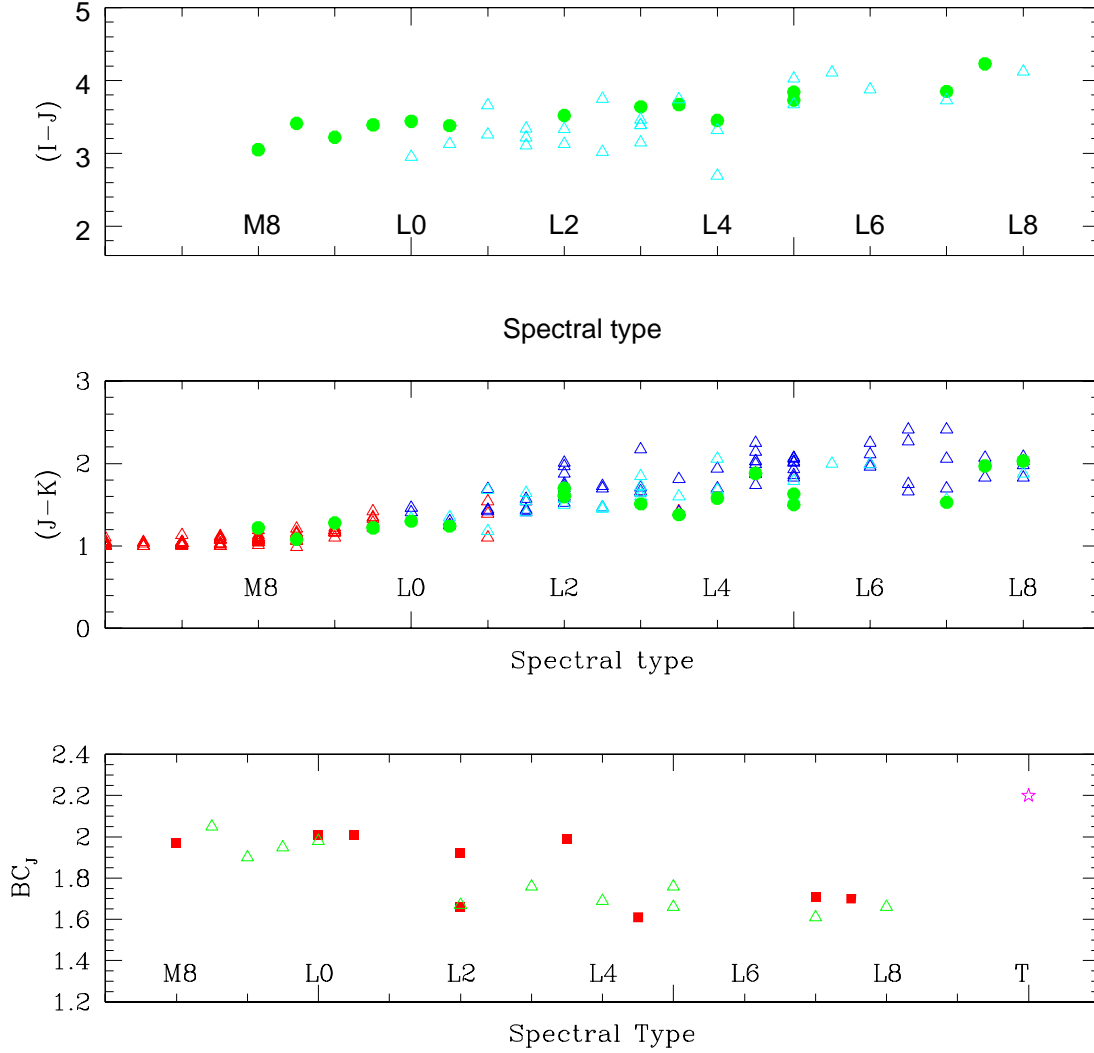 5
4
3
2
(I−J)
M8 L0 L2 L4 L6 L8
Spectral type
3
2
1
0
(J−K)
M8 L0 L2 L4 L6 L8
Spectral type
2.4
2.2
2
1.8
1.6
1.4
1.2
BC_J
M8 L0 L2 L4 L6 L8 T
Spectral Type